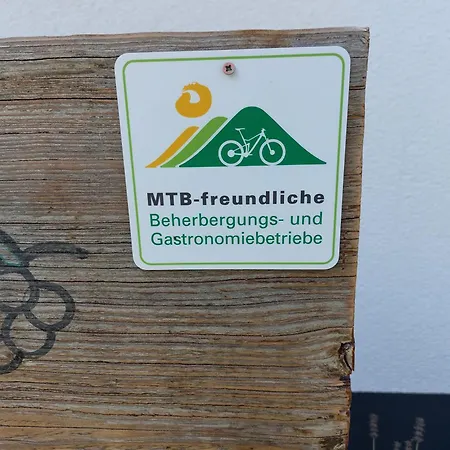 MTB-freundliche
Beherbergungs- und
Gastronomiebetriebe